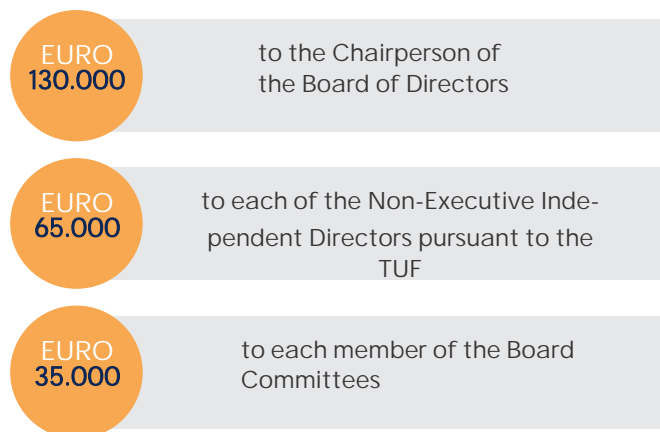 EURO
130.000
to the Chairperson of
the Board of Directors
EURO
65.000
to each of the Non-Executive Inde-
pendent Directors pursuant to the
TUF
EURO
35.000
to each member of the Board
Committees